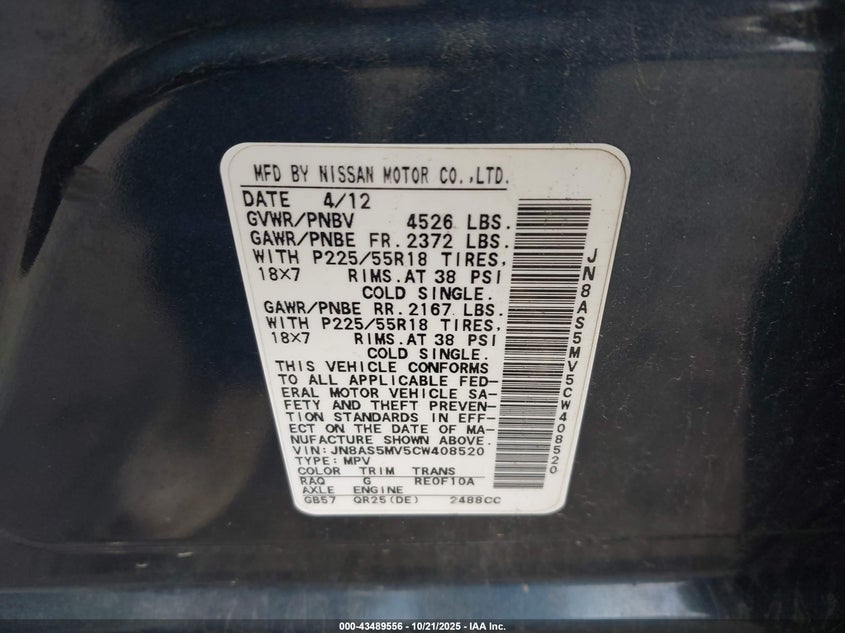 MFD BY NISSAN MOTOR CO.,LTD.
DATE 4/12
GVWR/PNBV 4526 LBS.
GAWR/PNBE FR. 2372 LBS.
WITH P225/55R18 TIRES,
18X7 RIMS.AT 38 PSI
COLD SINGLE.
GAWR/PNBE RR. 2167 LBS.
WITH P225/55R18 TIRES,
18X7 RIMS.AT 38 PSI
COLD SINGLE.
THIS VEHICLE CONFORMS
TO ALL APPLICABLE FED-
ERAL MOTOR VEHICLE SA-
FETY AND THEFT PREVEN-
TION STANDARDS IN EFF-
ECT ON THE DATE OF MA-
NUFACTURE SHOWN ABOVE.
VIN: JN8AS5MV5CW408520
TYPE: MPV
COLOR TRIM TRANS
RAQ G RE0F10A
AXLE ENGINE
GB57 QR25(DE) 2488CC
JN8AS5MV5CW408520
000-43489556 - 10/21/2025 - IAA Inc.